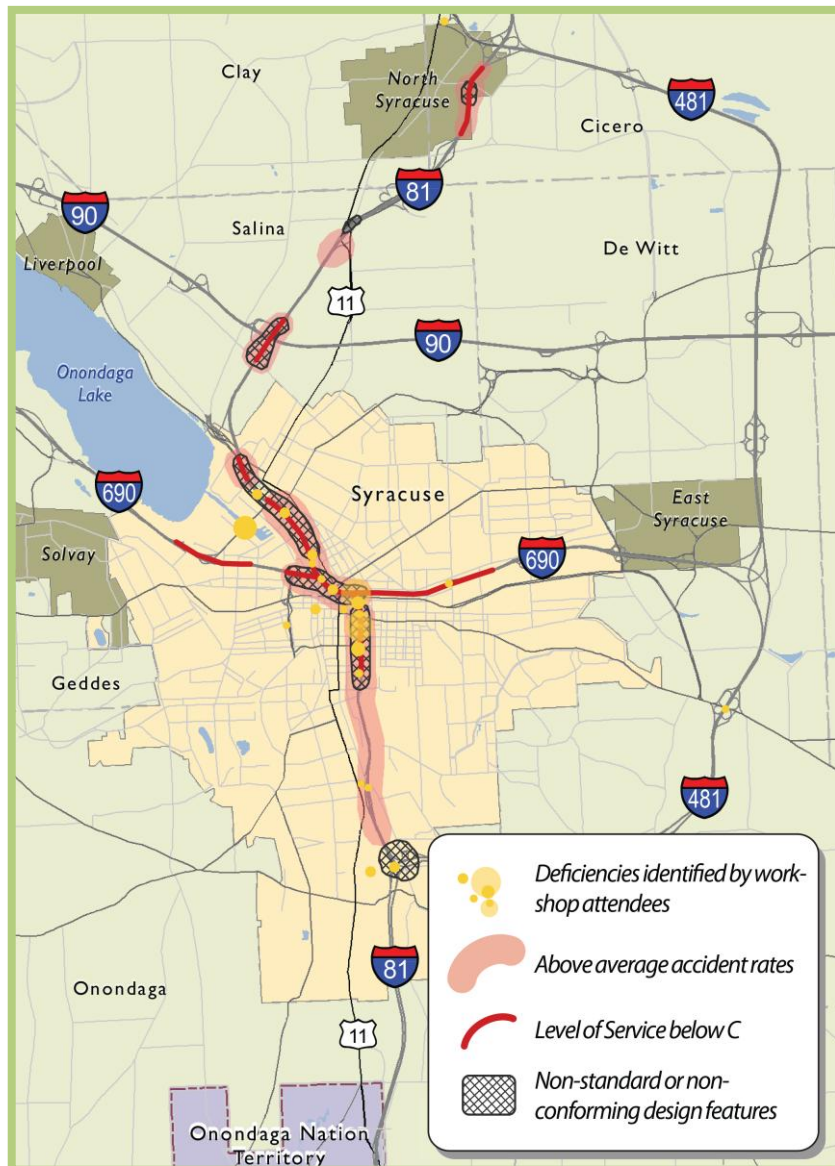 Clay
North
Syracuse
481
Cicero
81
90
Salina
Liverpool
De Witt
11
90
Onondaga
Lake
690
Syracuse
East
Syracuse
Solvay
690
Geddes
481
Deficiencies identified by work-
shop attendees
Above average accident rates
81
Onondaga
Level of Service below C
11
Non-standard or non-
conforming design features
Onondaga Nation
Territory